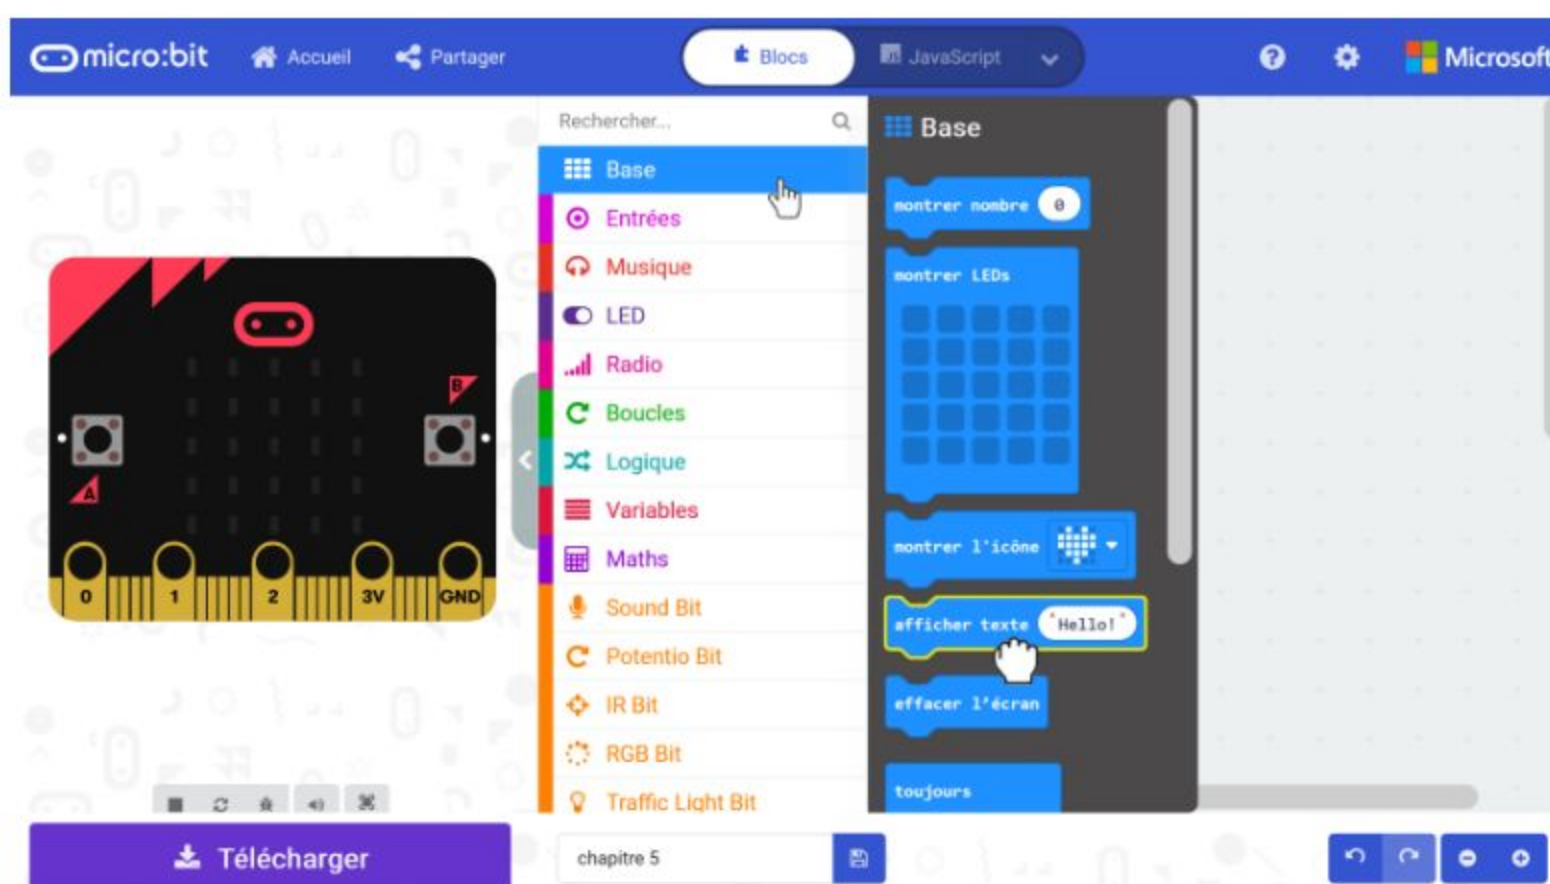 micro:bit Accueil Partager Blocs JavaScript ? Microsoft
Rechercher...
Base
Entrées
Musique
LED
Radio
Boucles
Logique
Variables
Maths
Sound Bit
Potentio Bit
IR Bit
RGB Bit
Traffic Light Bit
Base
montrer nombre 0
montrer LEDs
montrer l'icône
afficher texte "Hello!"
effacer l'écran
toujours
A
B
0 1 2 3V GND
Télécharger
chapitre 5